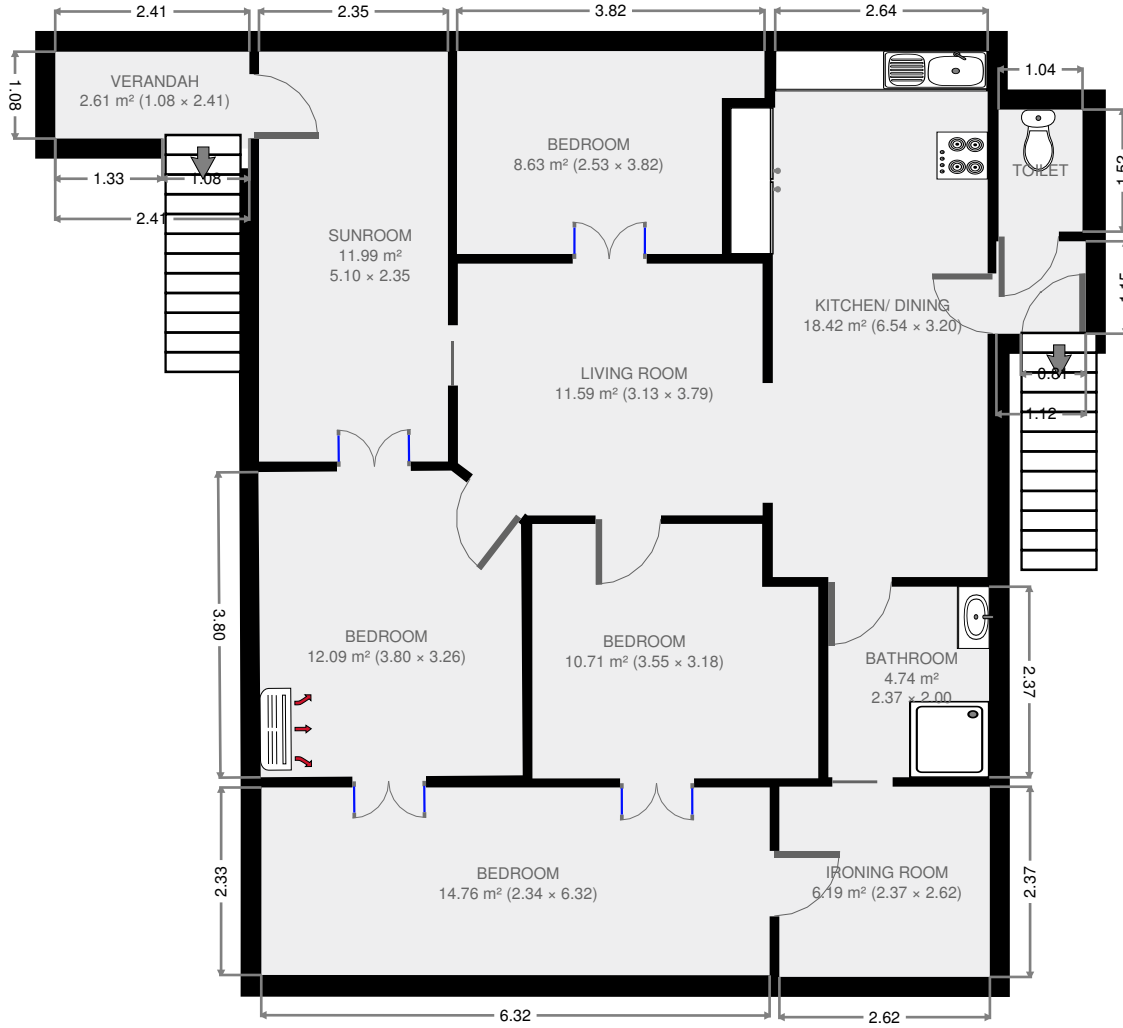 2.41
2.35
3.82
2.64
1.04
1.08
VERANDAH
2.61 m² (1.08 × 2.41)
BEDROOM
8.63 m² (2.53 × 3.82)
TOILET
1.52
1.33
1.08
2.41
SUNROOM
11.99 m²
5.10 × 2.35
KITCHEN/ DINING
18.42 m² (6.54 × 3.20)
LIVING ROOM
11.59 m² (3.13 × 3.79)
0.81
1.12
3.80
BEDROOM
12.09 m² (3.80 × 3.26)
BEDROOM
10.71 m² (3.55 × 3.18)
BATHROOM
4.74 m²
2.37 × 2.00
2.37
2.33
BEDROOM
14.76 m² (2.34 × 6.32)
IRONING ROOM
6.19 m² (2.37 × 2.62)
2.37
6.32
2.62